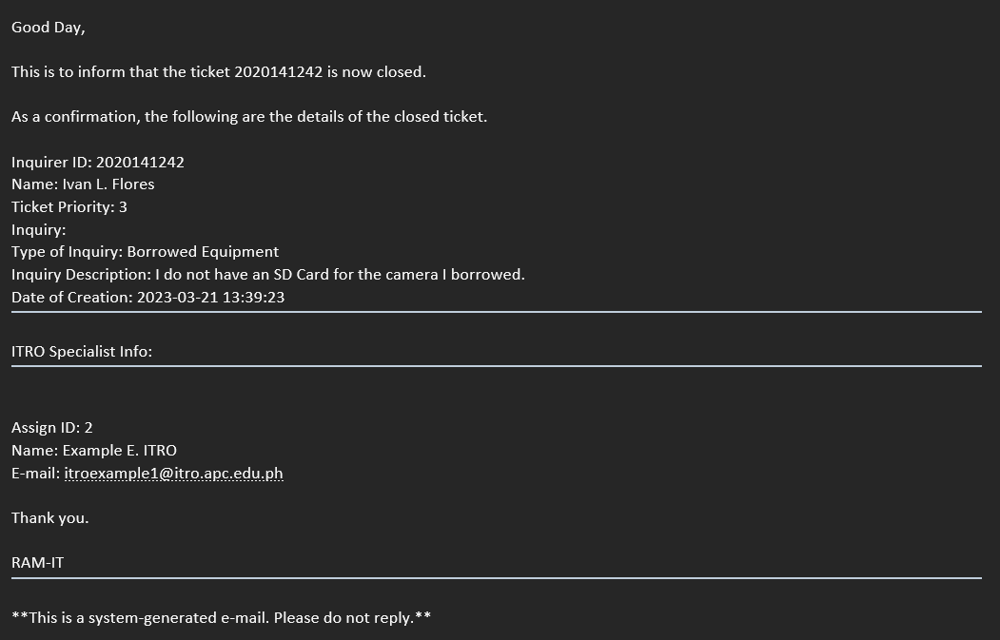 Good Day,
This is to inform that the ticket 2020141242 is now closed.
As a confirmation, the following are the details of the closed ticket.
Inquirer ID: 2020141242
Name: Ivan L. Flores
Ticket Priority: 3
Inquiry:
Type of Inquiry: Borrowed Equipment
Inquiry Description: I do not have an SD Card for the camera I borrowed.
Date of Creation: 2023-03-21 13:39:23
ITRO Specialist Info:
Assign ID: 2
Name: Example E. ITRO
E-mail: itroexample1@itro.apc.edu.ph
Thank you.
RAM-IT
**This is a system-generated e-mail. Please do not reply.**